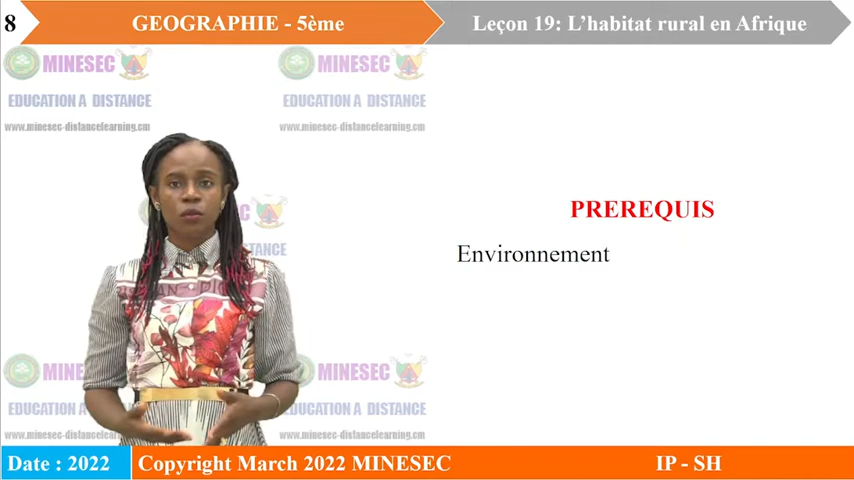 8
GEOGRAPHIE - 5ème
Leçon 19: L'habitat rural en Afrique
MINESEC
MINESEC
EDUCATION A DISTANCE
EDUCATION A DISTANCE
www.minesec-distancelearning.cm
www.minesec-distancelearning.cm
PREREQUIS
Environnement
MINESEC
MINESEC
EDUCATION A DISTANCE
EDUCATION A DISTANCE
www.minesec-distancelearning.cm
www.minesec-distancelearning.cm
Date : 2022
Copyright March 2022 MINESEC
IP - SH